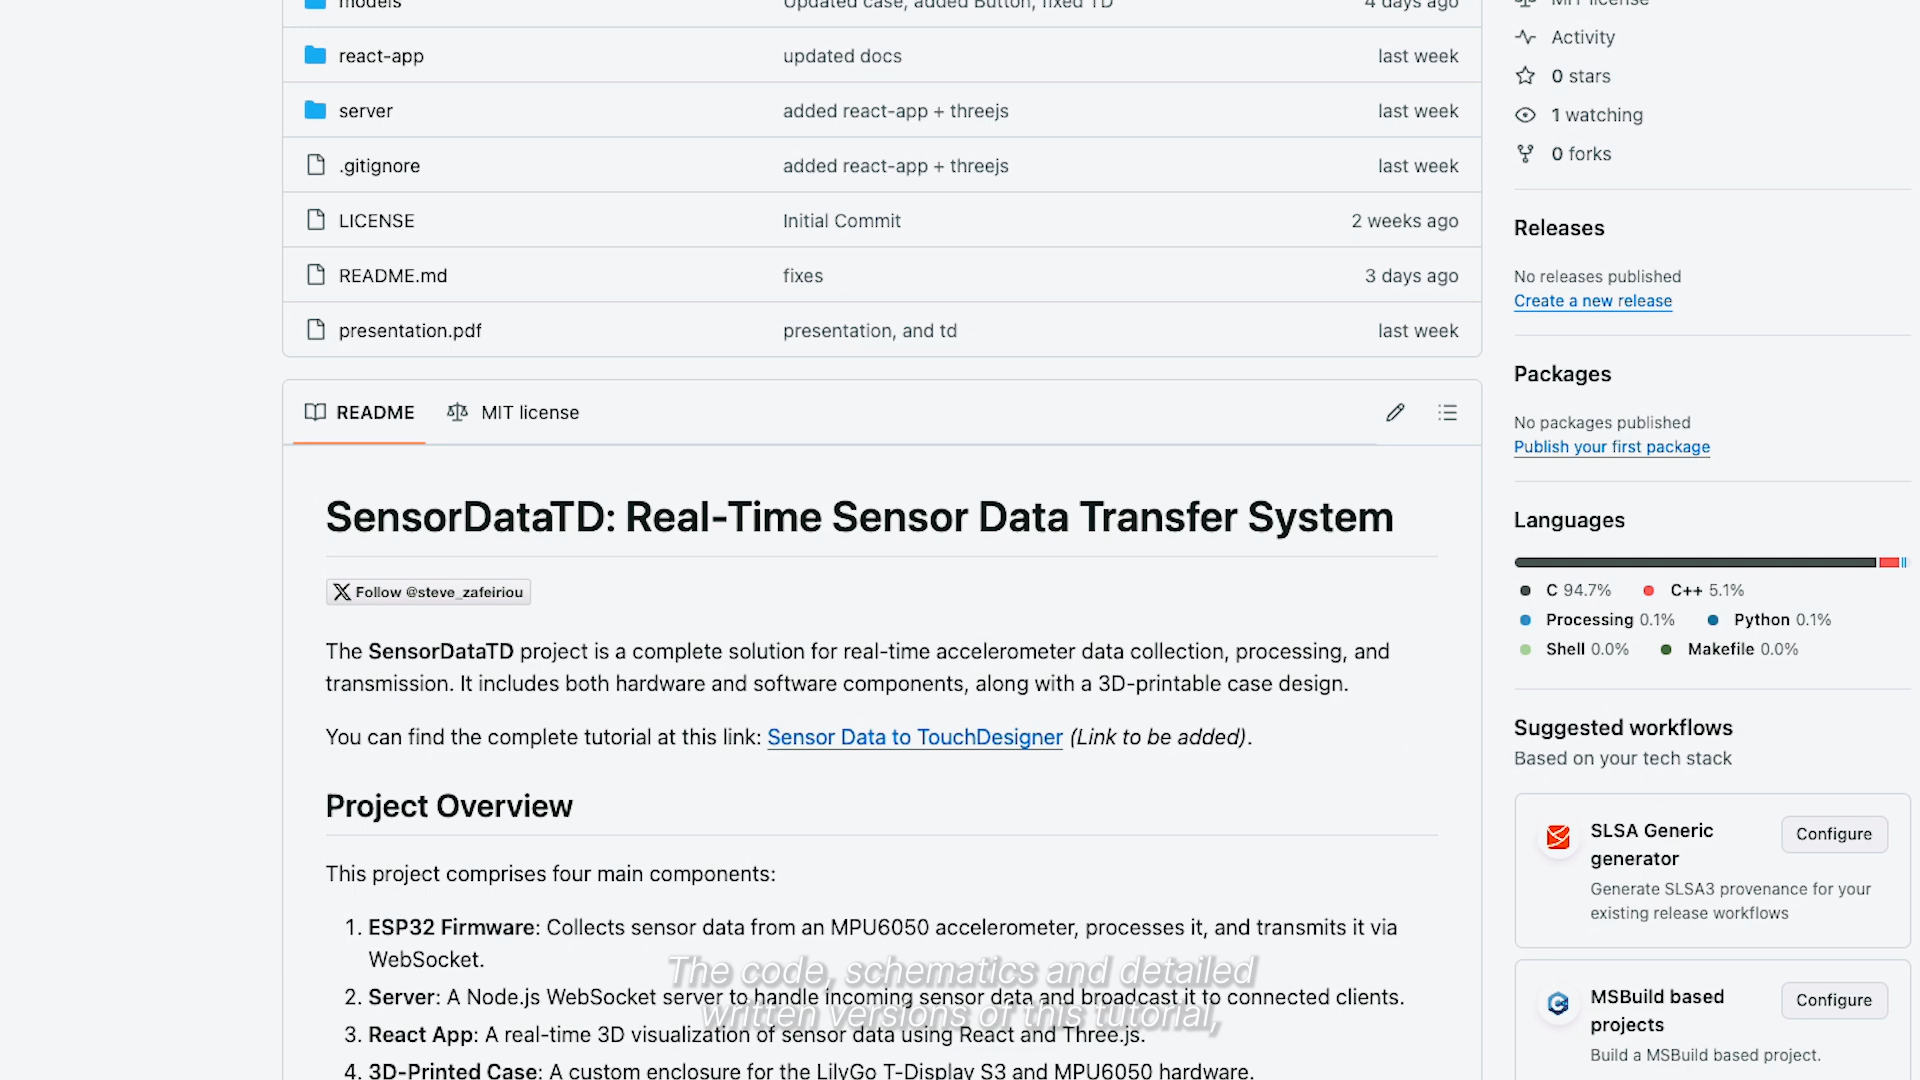 models Updated case, added Button, fixed TD 4 days ago
react-app updated docs last week
server added react-app + threejs last week
.gitignore added react-app + threejs last week
LICENSE Initial Commit 2 weeks ago
README.md fixes 3 days ago
presentation.pdf presentation, and td last week
README MIT license
SensorDataTD: Real-Time Sensor Data Transfer System
Follow @steve_zafeiriou
The SensorDataTD project is a complete solution for real-time accelerometer data collection, processing, and
transmission. It includes both hardware and software components, along with a 3D-printable case design.
You can find the complete tutorial at this link: Sensor Data to TouchDesigner (Link to be added).
Project Overview
This project comprises four main components:
1. ESP32 Firmware: Collects sensor data from an MPU6050 accelerometer, processes it, and transmits it via
WebSocket.
2. Server: A Node.js WebSocket server to handle incoming sensor data and broadcast it to connected clients.
3. React App: A real-time 3D visualization of sensor data using React and Three.js.
4. 3D-Printed Case: A custom enclosure for the LilyGo T-Display S3 and MPU6050 hardware.
The code, schematics and detailed
written versions of this tutorial,
MIT license
Activity
0 stars
1 watching
0 forks
Releases
No releases published
Create a new release
Packages
No packages published
Publish your first package
Languages
C 94.7% C++ 5.1%
Processing 0.1% Python 0.1%
Shell 0.0% Makefile 0.0%
Suggested workflows
Based on your tech stack
SLSA Generic
generator
Configure
Generate SLSA3 provenance for your
existing release workflows
MSBuild based
projects
Configure
Build a MSBuild based project.